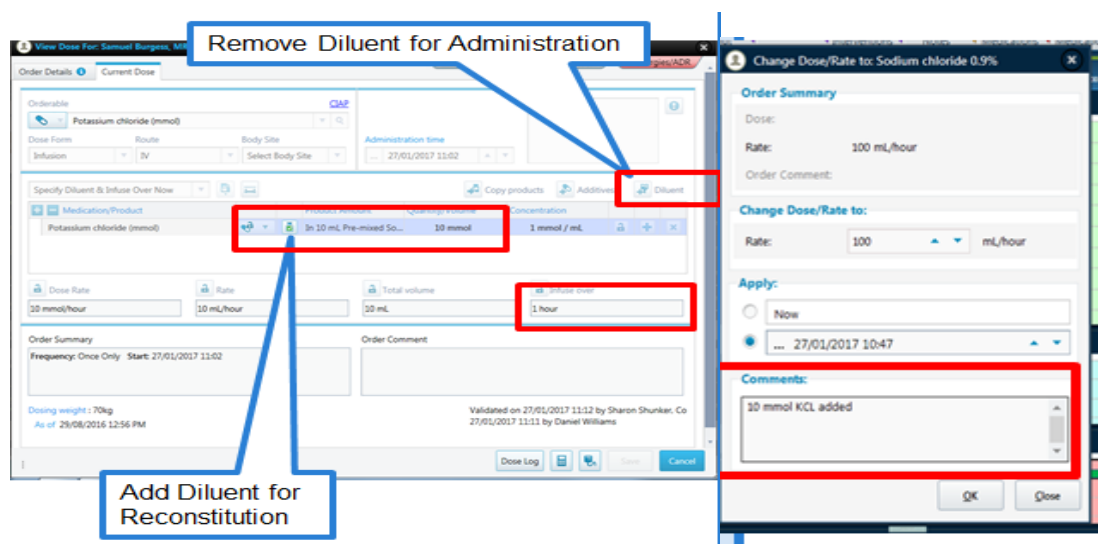 Remove Diluent for Administration
View Dose For: Samuel Burgess, MR
Order Details Current Dose
Orderable CIAP
Potassium chloride (mmol)
Dose Form Route Body Site Administration time
Infusion IV Select Body Site ... 27/01/2017 11:02
Specify Diluent & Infuse Over Now Copy products Additives Diluent
Medication/Product Product Am Quantity/Volume Concentration
Potassium chloride (mmol) In 10 mL Pre-mixed So... 10 mmol 1 mmol / mL
Dose Rate Rate Total volume Infuse over
10 mmol/hour 10 mL/hour 10 mL 1 hour
Order Summary Order Comment
Frequency: Once Only Start: 27/01/2017 11:02
Dosing weight : 70kg
As of 29/08/2016 12:56 PM
Validated on 27/01/2017 11:12 by Sharon Shunker. Co
27/01/2017 11:11 by Daniel Williams
Dose Log Save Cancel
Add Diluent for
Reconstitution
Change Dose/Rate to: Sodium chloride 0.9%
Order Summary
Dose:
Rate: 100 mL/hour
Order Comment:
Change Dose/Rate to:
Rate: 100 mL/hour
Apply:
Now
... 27/01/2017 10:47
Comments:
10 mmol KCL added
OK Close